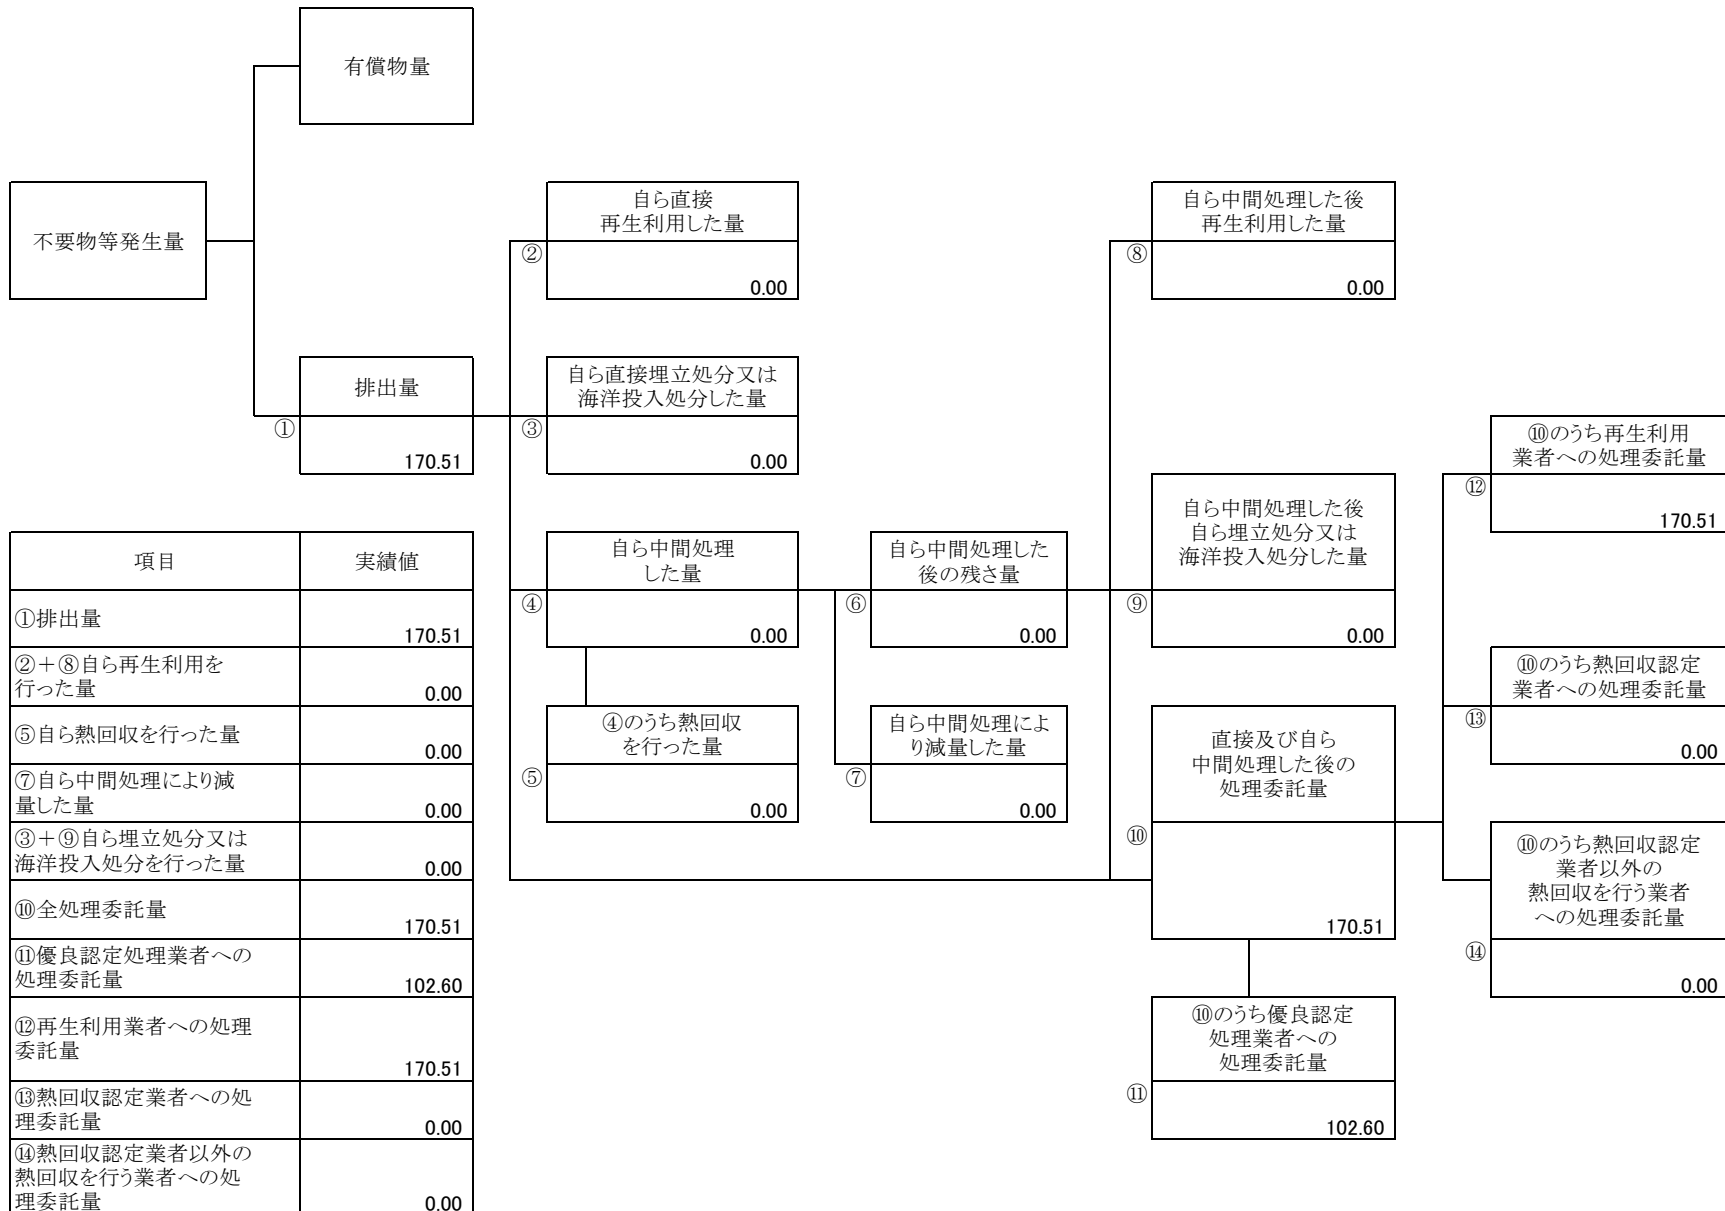 有償物量
不要物等発生量
自ら直接
再生利用した量
②
0.00
自ら中間処理した後
再生利用した量
⑧
0.00
排出量
①
170.51
自ら直接埋立処分又は
海洋投入処分した量
③
0.00
⑩のうち再生利用
業者への処理委託量
⑫
170.51
自ら中間処理
した量
④
0.00
自ら中間処理した
後の残さ量
⑥
0.00
自ら中間処理した後
自ら埋立処分又は
海洋投入処分した量
⑨
0.00
⑩のうち熱回収認定
業者への処理委託量
⑬
0.00
④のうち熱回収
を行った量
⑤
0.00
自ら中間処理によ
り減量した量
⑦
0.00
直接及び自ら
中間処理した後の
処理委託量
⑩
170.51
⑩のうち熱回収認定
業者以外の
熱回収を行う業者
への処理委託量
⑭
0.00
⑩のうち優良認定
処理業者への
処理委託量
⑪
102.60
項目 実績値
①排出量
170.51
②+⑧自ら再生利用を
行った量
0.00
⑤自ら熱回収を行った量
0.00
⑦自ら中間処理により減
量した量
0.00
③+⑨自ら埋立処分又は
海洋投入処分を行った量
0.00
⑩全処理委託量
170.51
⑪優良認定処理業者への
処理委託量
102.60
⑫再生利用業者への処理
委託量
170.51
⑬熱回収認定業者への処
理委託量
0.00
⑭熱回収認定業者以外の
熱回収を行う業者への処
理委託量
0.00